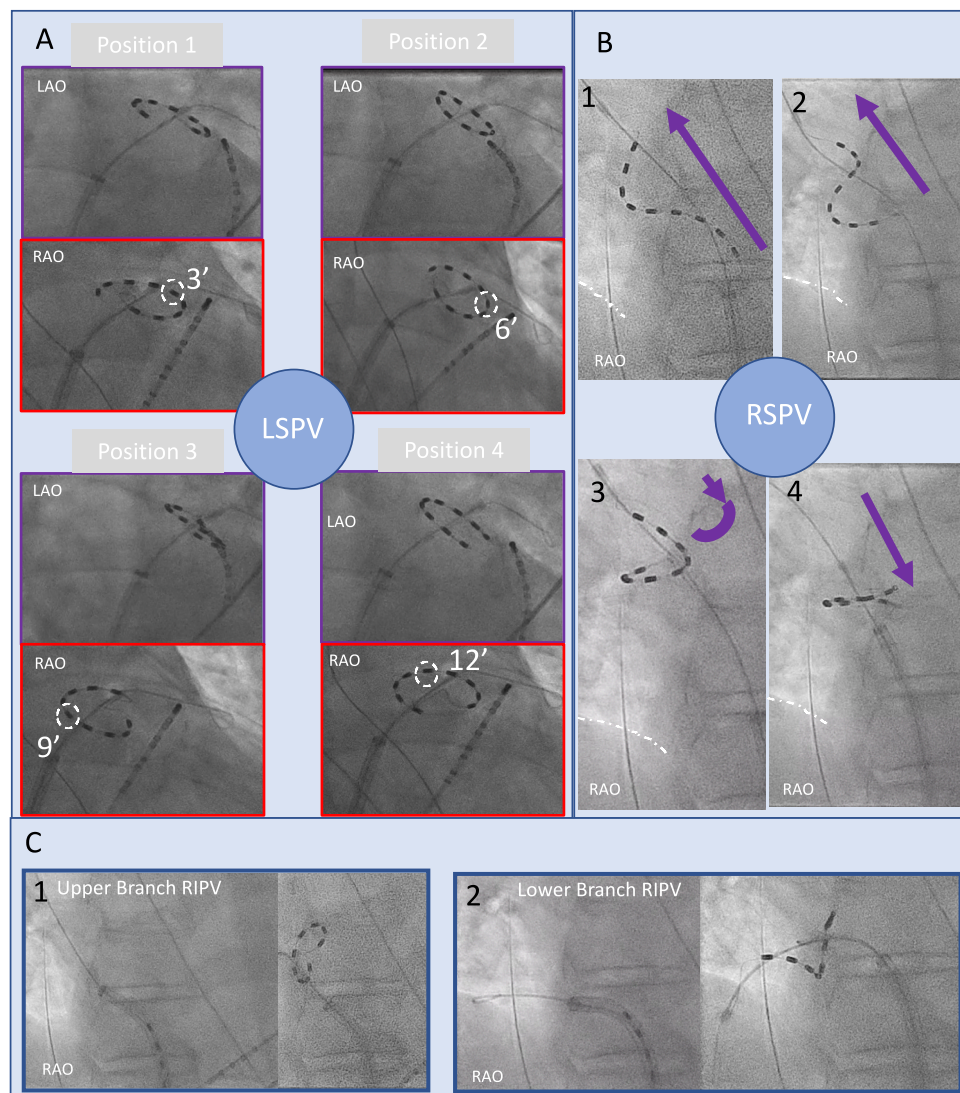 A
Position 1
Position 2
LAO
LAO
RAO
3’
RAO
6’
LSPV
Position 3
Position 4
LAO
LAO
RAO
9’
RAO
12’
B
1
2
RAO
RAO
RSPV
3
4
RAO
RAO
C
1
Upper Branch RIPV
RAO
2
Lower Branch RIPV
RAO